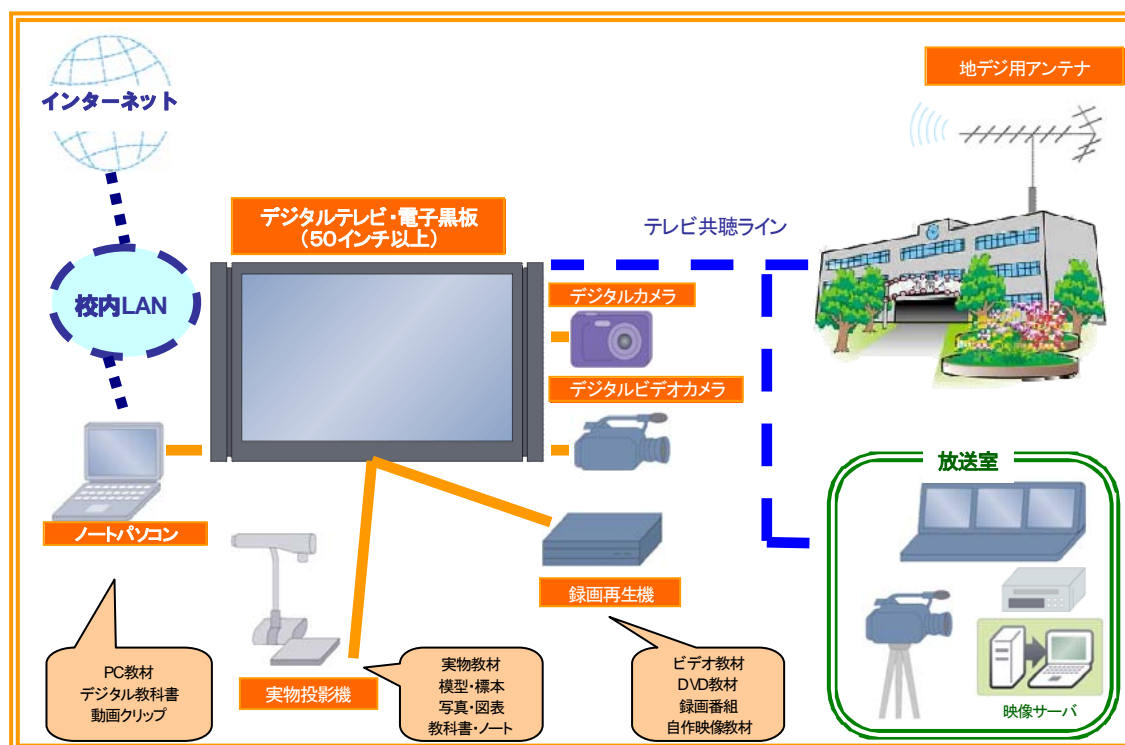 インターネット
地デジ用アンテナ
デジタルテレビ・電子黒板
（50インチ以上）
テレビ共聴ライン
校内LAN
デジタルカメラ
デジタルビデオカメラ
ノートパソコン
放送室
録画再生機
実物投影機
PC教材
デジタル教科書
動画クリップ
実物教材
模型・標本
写真・図表
教科書・ノート
ビデオ教材
DVD教材
録画番組
自作映像教材
映像サーバ